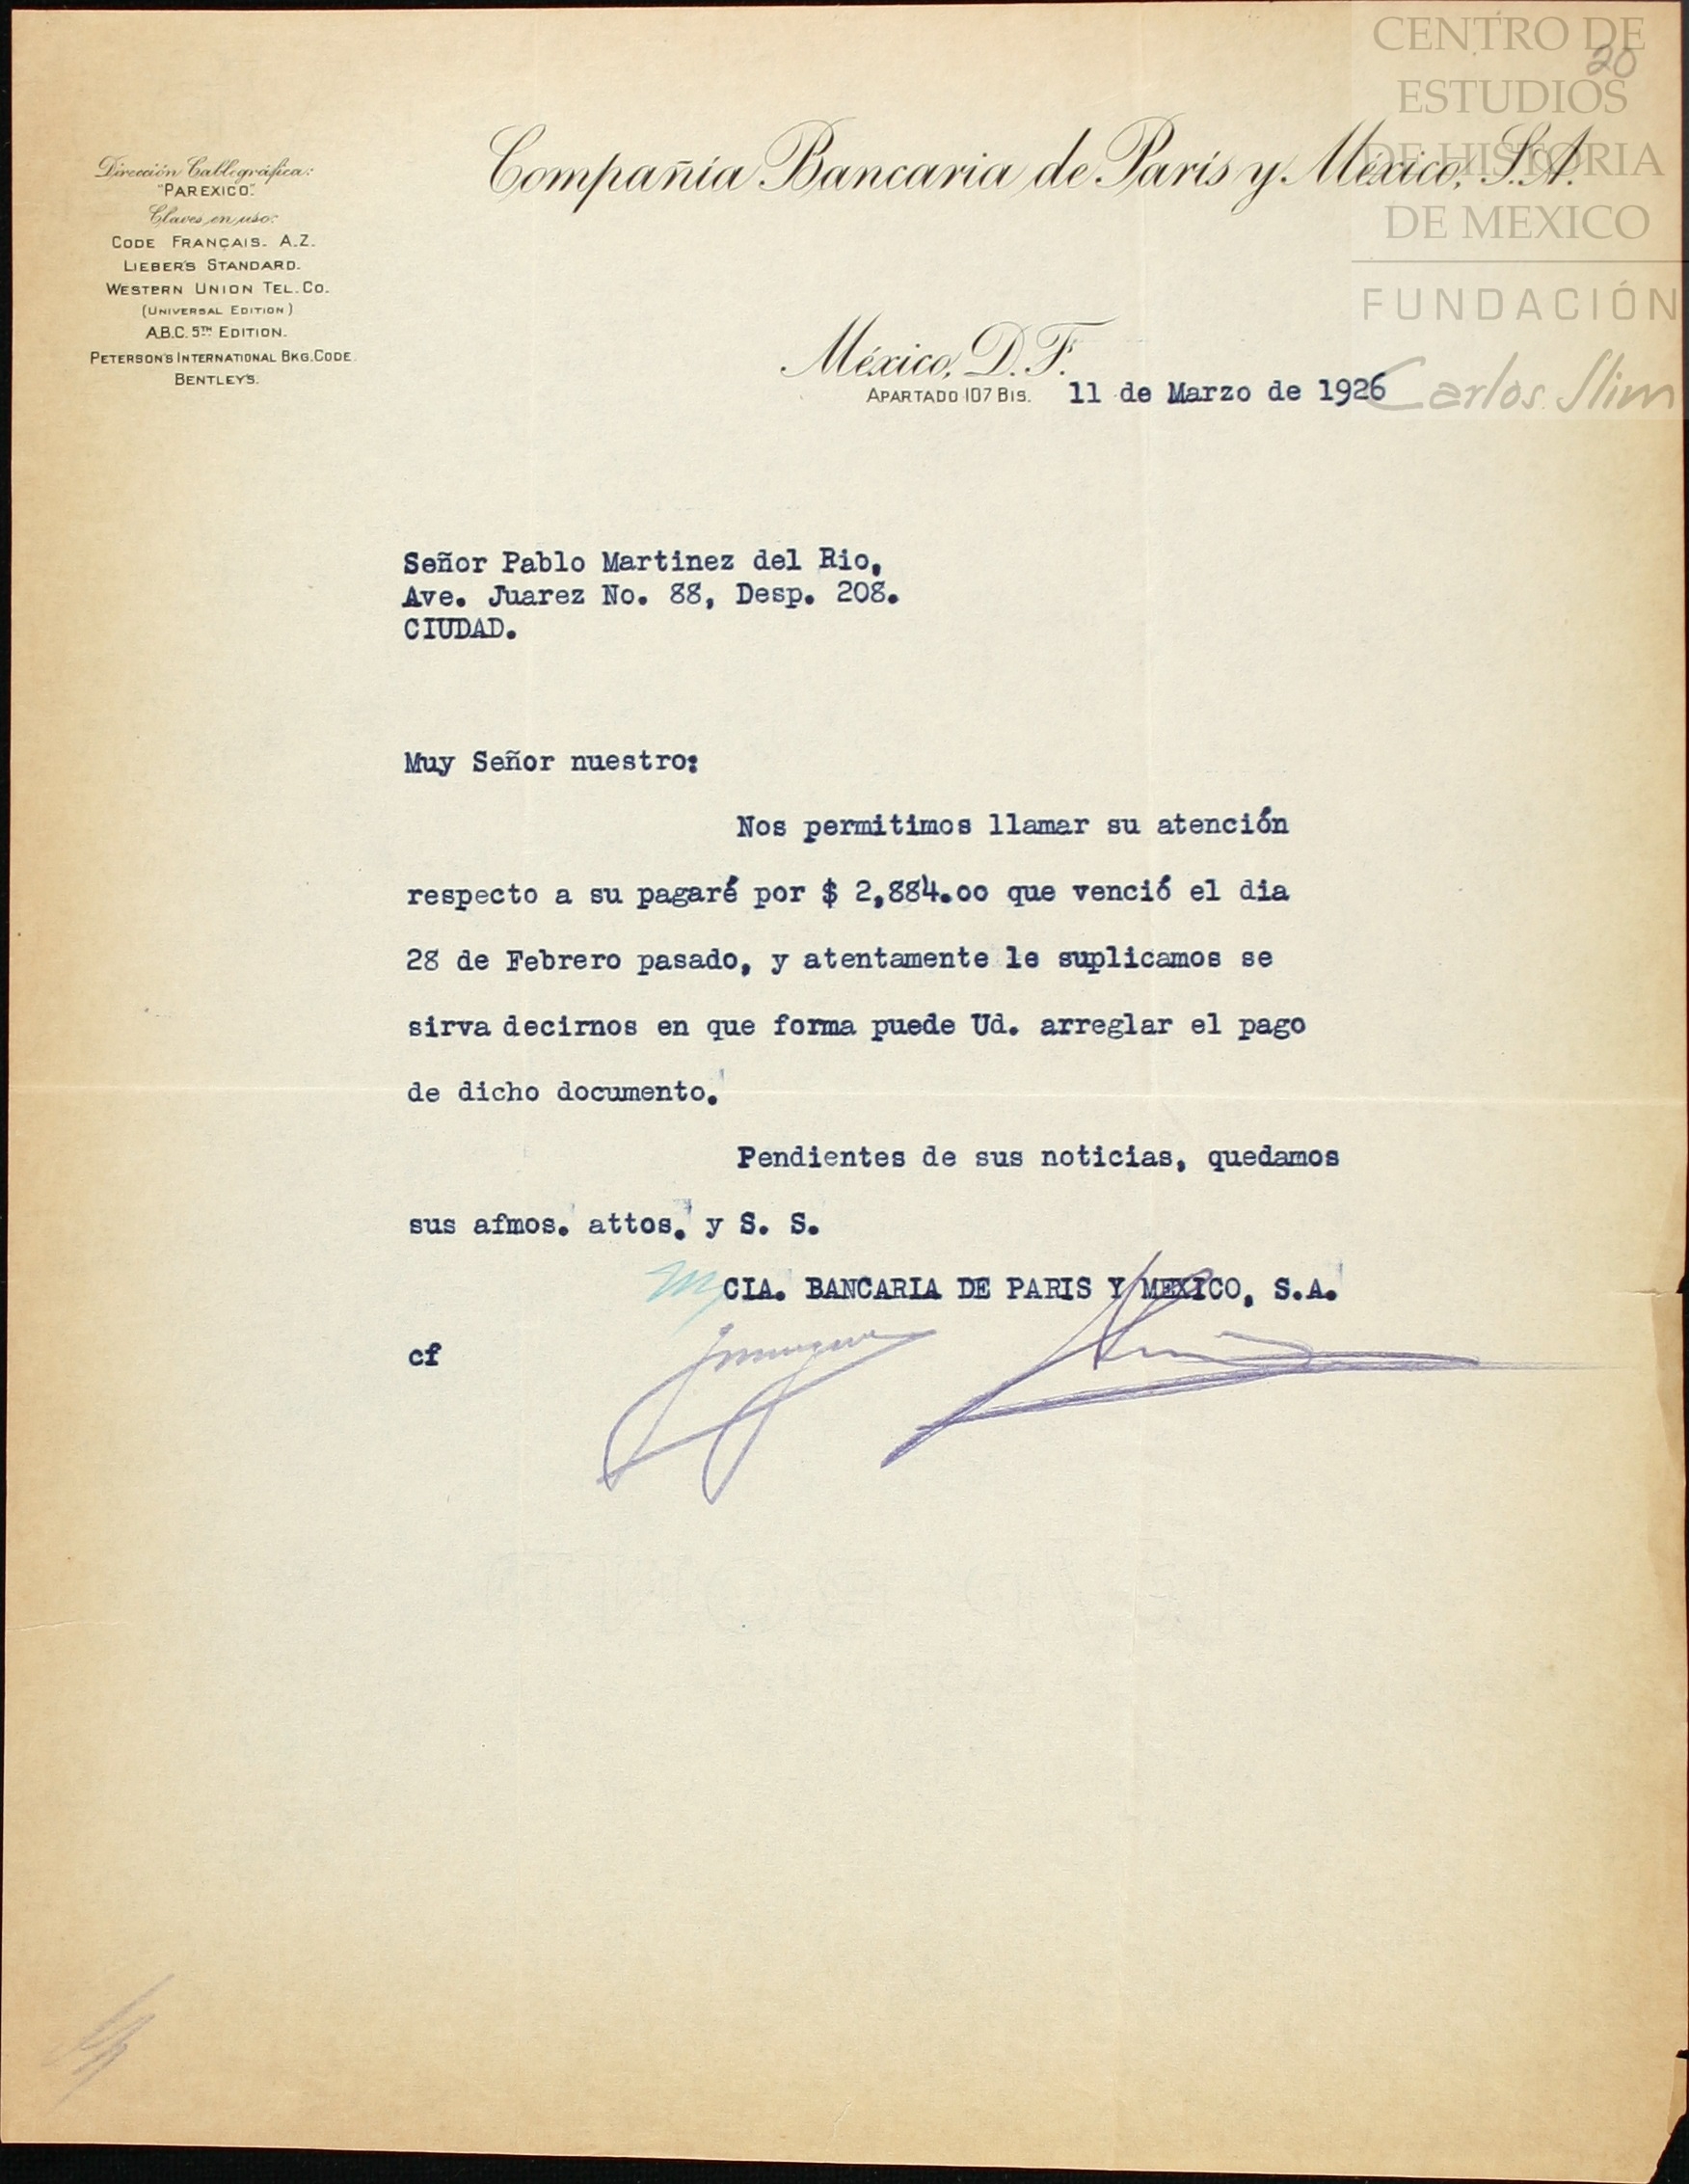 CENTRO DE
ESTUDIOS
DE HISTORIA
DE MEXICO
FUNDACIÓN
Carlos Slim
20
Compañía Bancaria de París y México, S.A.
Dirección Cablegráfica:
"PAREXICO".
Claves en uso:
CODE FRANÇAIS. A.Z.
LIEBER'S STANDARD.
WESTERN UNION TEL. CO.
(UNIVERSAL EDITION)
A.B.C. 5TH EDITION.
PETERSON'S INTERNATIONAL BKG. CODE.
BENTLEY'S.
México, D. F.
APARTADO 107 BIS. 11 de Marzo de 1926
Señor Pablo Martinez del Rio,
Ave. Juarez No. 88, Desp. 208.
CIUDAD.
Muy Señor nuestro:
Nos permitimos llamar su atención
respecto a su pagaré por $ 2,884.00 que venció el dia
28 de Febrero pasado, y atentamente le suplicamos se
sirva decirnos en que forma puede Ud. arreglar el pago
de dicho documento.
Pendientes de sus noticias, quedamos
sus afmos. attos. y S. S.
CIA. BANCARIA DE PARIS Y MEXICO, S.A.
cf